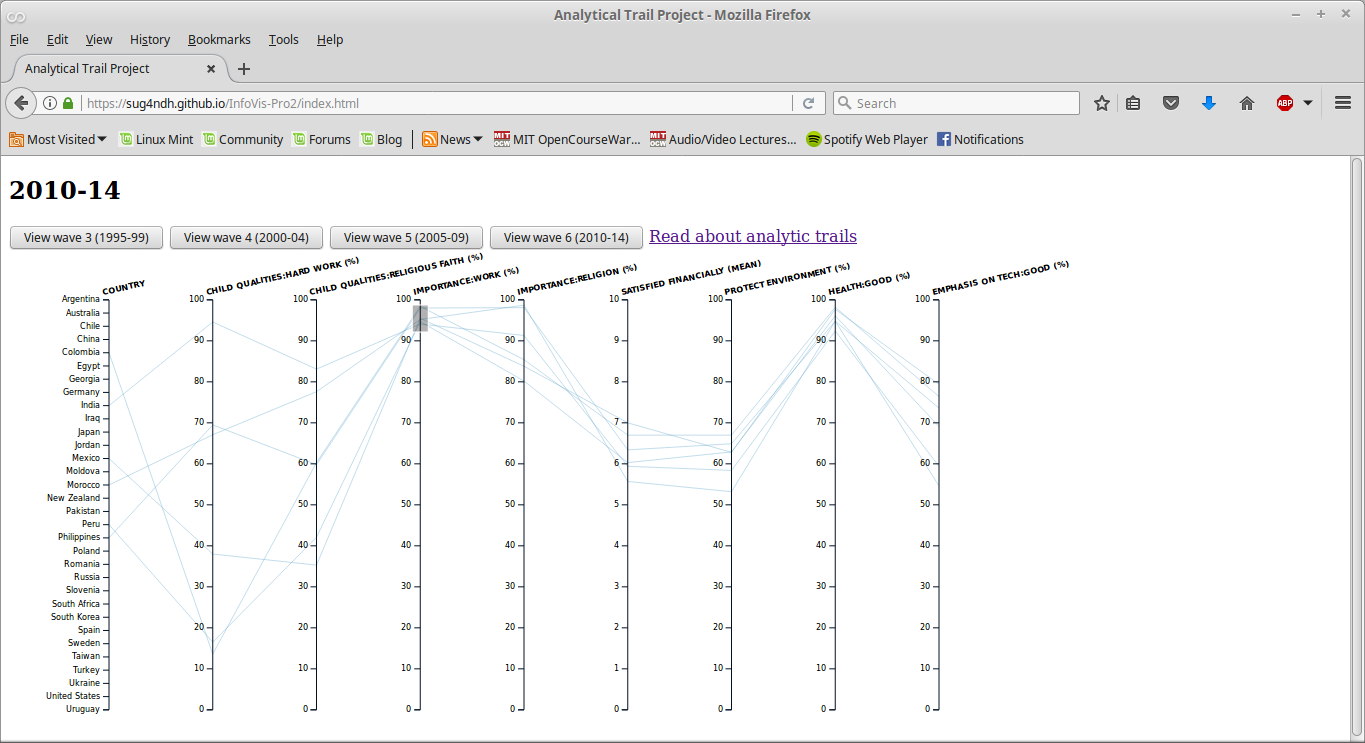 Analytical Trail Project - Mozilla Firefox
File Edit View History Bookmarks Tools Help
Analytical Trail Project
https://sug4ndh.github.io/InfoVis-Pro2/index.html
Search
ABP
Most Visited Linux Mint Community Forums Blog News MIT OpenCourseWar... Audio/Video Lectures... Spotify Web Player Notifications
2010-14
View wave 3 (1995-99) View wave 4 (2000-04) View wave 5 (2005-09) View wave 6 (2010-14) Read about analytic trails
COUNTRY
Argentina
Australia
Chile
China
Colombia
Egypt
Georgia
Germany
India
Iraq
Japan
Jordan
Mexico
Moldova
Morocco
New Zealand
Pakistan
Peru
Philippines
Poland
Romania
Russia
Slovenia
South Africa
South Korea
Spain
Sweden
Taiwan
Turkey
Ukraine
United States
Uruguay
CHILD QUALITIES:HARD WORK (%)
100
90
80
70
60
50
40
30
20
10
0
CHILD QUALITIES:RELIGIOUS FAITH (%)
100
90
80
70
60
50
40
30
20
10
0
IMPORTANCE:WORK (%)
100
90
80
70
60
50
40
30
20
10
0
IMPORTANCE:RELIGION (%)
100
90
80
70
60
50
40
30
20
10
0
SATISFIED FINANCIALLY (MEAN)
10
9
8
7
6
5
4
3
2
1
0
PROTECT ENVIRONMENT (%)
100
90
80
70
60
50
40
30
20
10
0
HEALTH:GOOD (%)
100
90
80
70
60
50
40
30
20
10
0
EMPHASIS ON TECH:GOOD (%)
100
90
80
70
60
50
40
30
20
10
0